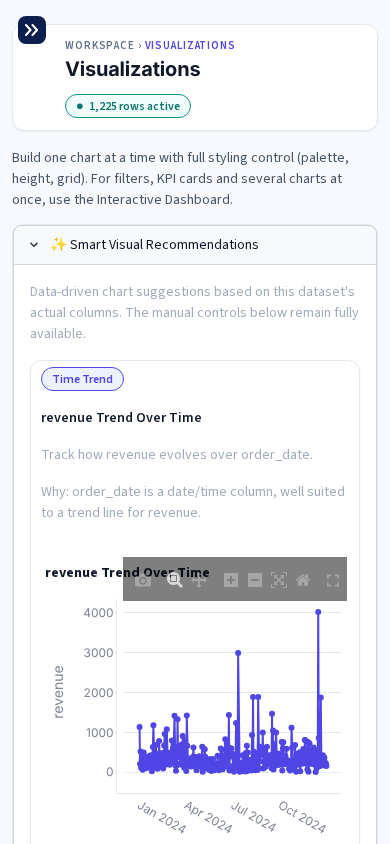 WORKSPACE › VISUALIZATIONS
Visualizations
1,225 rows active
Build one chart at a time with full styling control (palette,
height, grid). For filters, KPI cards and several charts at
once, use the Interactive Dashboard.
✨ Smart Visual Recommendations
Data-driven chart suggestions based on this dataset's
actual columns. The manual controls below remain fully
available.
Time Trend
revenue Trend Over Time
Track how revenue evolves over order_date.
Why: order_date is a date/time column, well suited
to a trend line for revenue.
revenue Trend Over Time
4000
3000
2000
1000
0
revenue
Jan 2024
Apr 2024
Jul 2024
Oct 2024